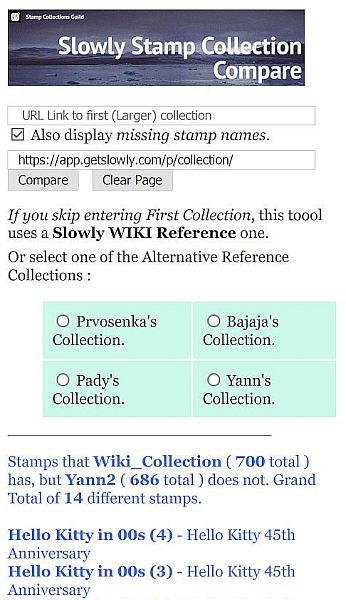 Stamp Collections Guild
Slowly Stamp Collection
Compare
URL Link to first (Larger) collection
Also display missing stamp names.
https://app.getslowly.com/p/collection/
Compare Clear Page
If you skip entering First Collection, this toool
uses a Slowly WIKI Reference one.
Or select one of the Alternative Reference
Collections :
Prvosenka's
Collection.
Bajaja's
Collection.
Pady's
Collection.
Yann's
Collection.
Stamps that Wiki_Collection ( 700 total )
has, but Yann2 ( 686 total ) does not. Grand
Total of 14 different stamps.
Hello Kitty in 00s (4) - Hello Kitty 45th
Anniversary
Hello Kitty in 00s (3) - Hello Kitty 45th
Anniversary